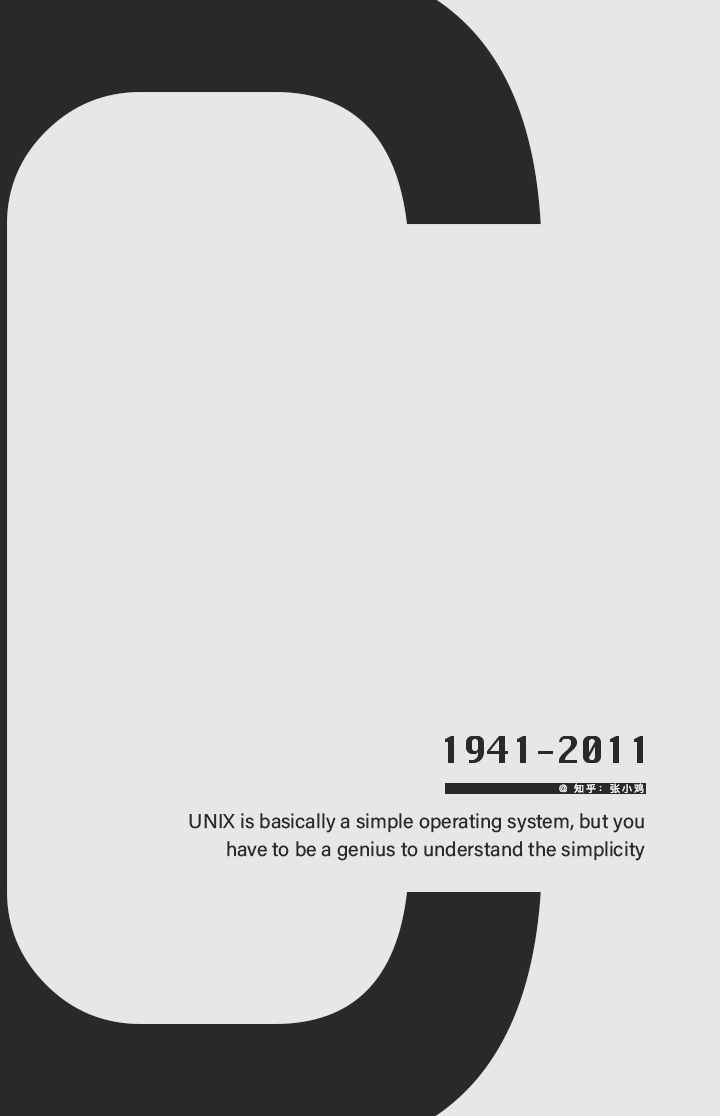 C
1941-2011
@ 知乎: 张小鸡
UNIX is basically a simple operating system, but you
have to be a genius to understand the simplicity